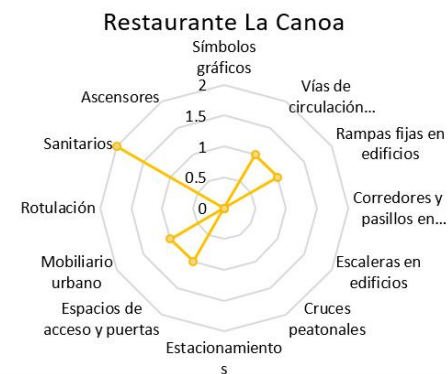 Restaurante La Canoa
Símbolos
gráficos
Vías de
circulación...
Rampas fijas en
edificios
Corredores y
pasillos en...
Escaleras en
edificios
Cruces
peatonales
Estacionamiento
s
Espacios de
acceso y puertas
Mobiliario
urbano
Rotulación
Sanitarios
Ascensores
2
1.5
1
0.5
0